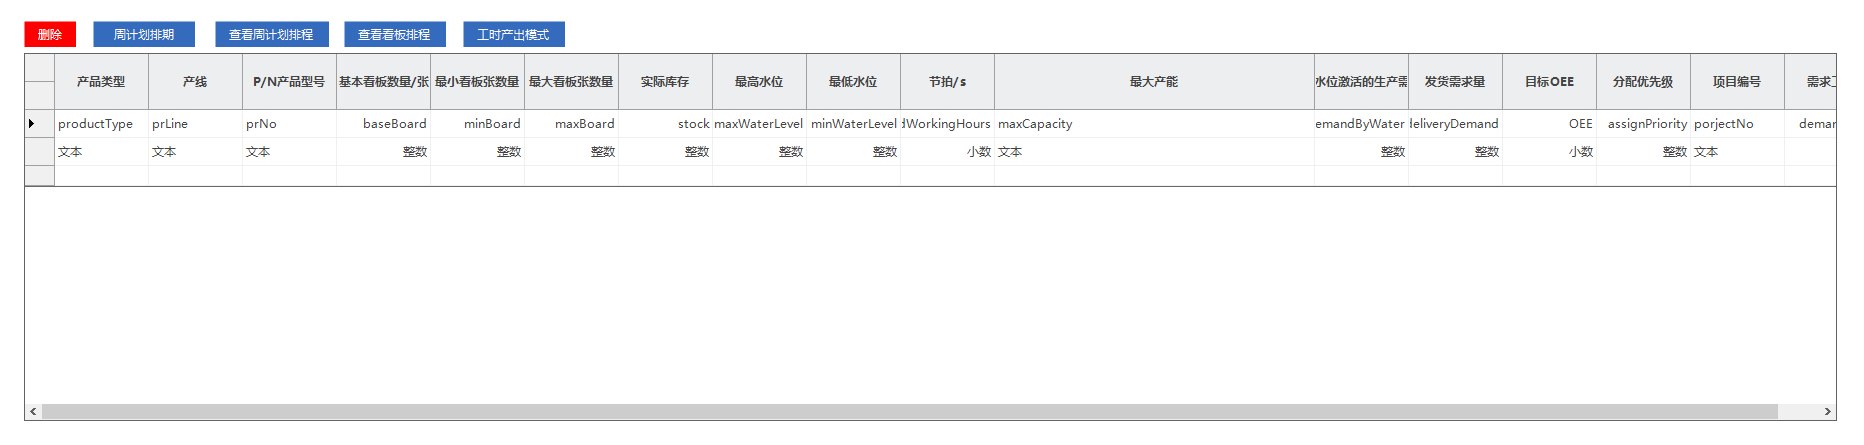 删除 周计划排期 查看周计划排程 查看看板排程 工时产出模式
产品类型 产线 P/N产品型号 基本看板数量/张 最小看板张数量 最大看板张数量 实际库存 最高水位 最低水位 节拍/s 最大产能 水位激活的生产需 发货需求量 目标OEE 分配优先级 项目编号 需求
productType prLine prNo baseBoard minBoard maxBoard stock maxWaterLevel minWaterLevel dWorkingHours maxCapacity emandByWater deliveryDemand OEE assignPriority porjectNo demar
文本 文本 文本 整数 整数 整数 整数 整数 整数 小数 文本 整数 整数 小数 整数 文本